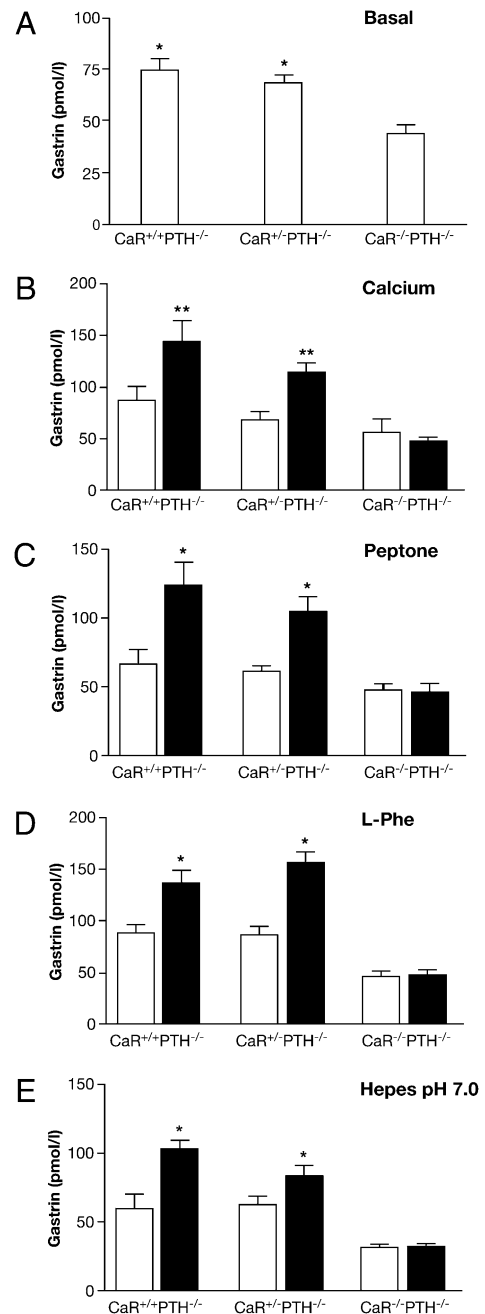 A
Basal
Gastrin (pmol/l)
100
75
50
25
0
*
*
CaR+/+PTH-/-
CaR+/-PTH-/-
CaR-/-PTH-/-
B
Calcium
Gastrin (pmol/l)
200
150
100
50
0
**
**
CaR+/+PTH-/-
CaR+/-PTH-/-
CaR-/-PTH-/-
C
Peptone
Gastrin (pmol/l)
150
100
50
0
*
*
CaR+/+PTH-/-
CaR+/-PTH-/-
CaR-/-PTH-/-
D
L-Phe
Gastrin (pmol/l)
200
150
100
50
0
*
*
CaR+/+PTH-/-
CaR+/-PTH-/-
CaR-/-PTH-/-
E
Hepes pH 7.0
Gastrin (pmol/l)
150
100
50
0
*
*
CaR+/+PTH-/-
CaR+/-PTH-/-
CaR-/-PTH-/-